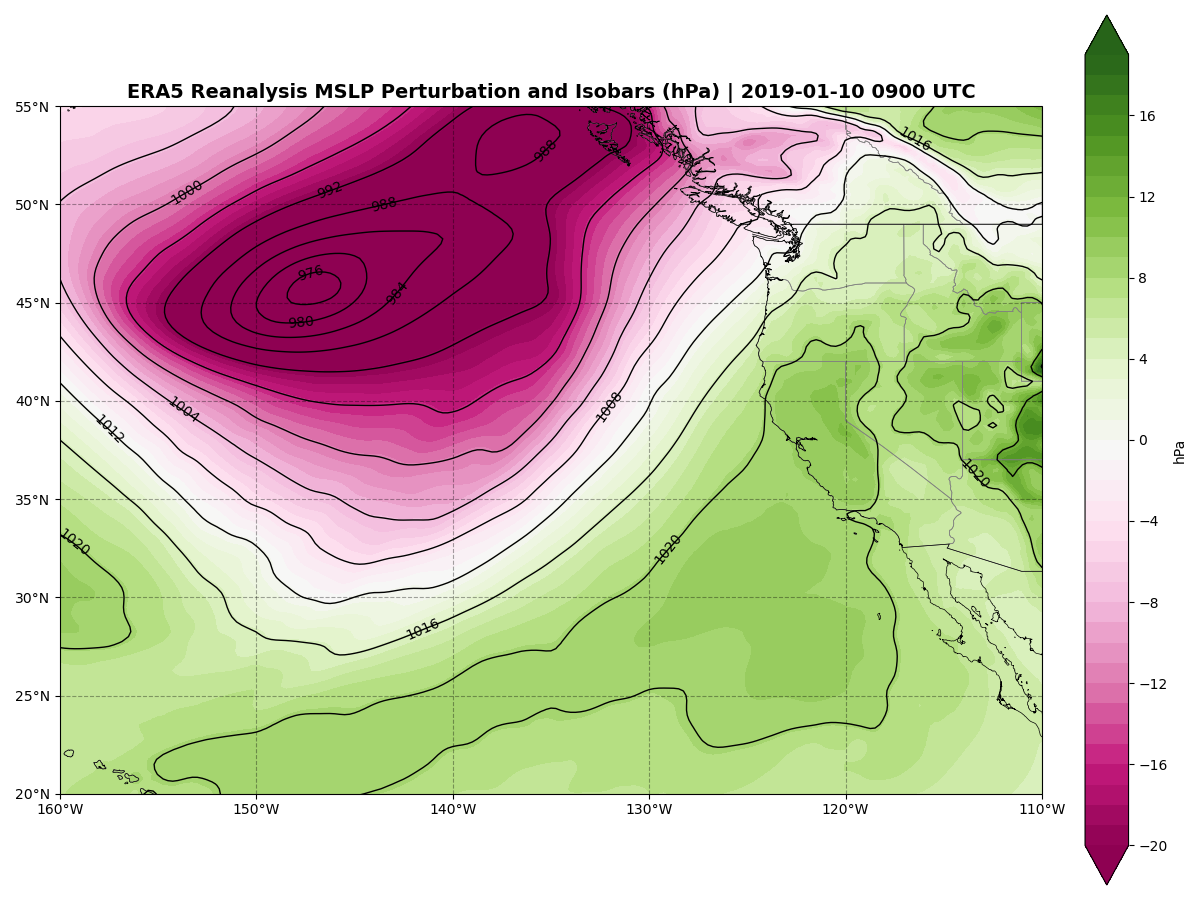 ERA5 Reanalysis MSLP Perturbation and Isobars (hPa) | 2019-01-10 0900 UTC
55°N
50°N
45°N
40°N
35°N
30°N
25°N
20°N
160°W
150°W
140°W
130°W
120°W
110°W
1000
992
988
988
976
984
980
1004
1008
1012
1016
1016
1020
1020
1020
16
12
8
4
0
−4
−8
−12
−16
−20
hPa